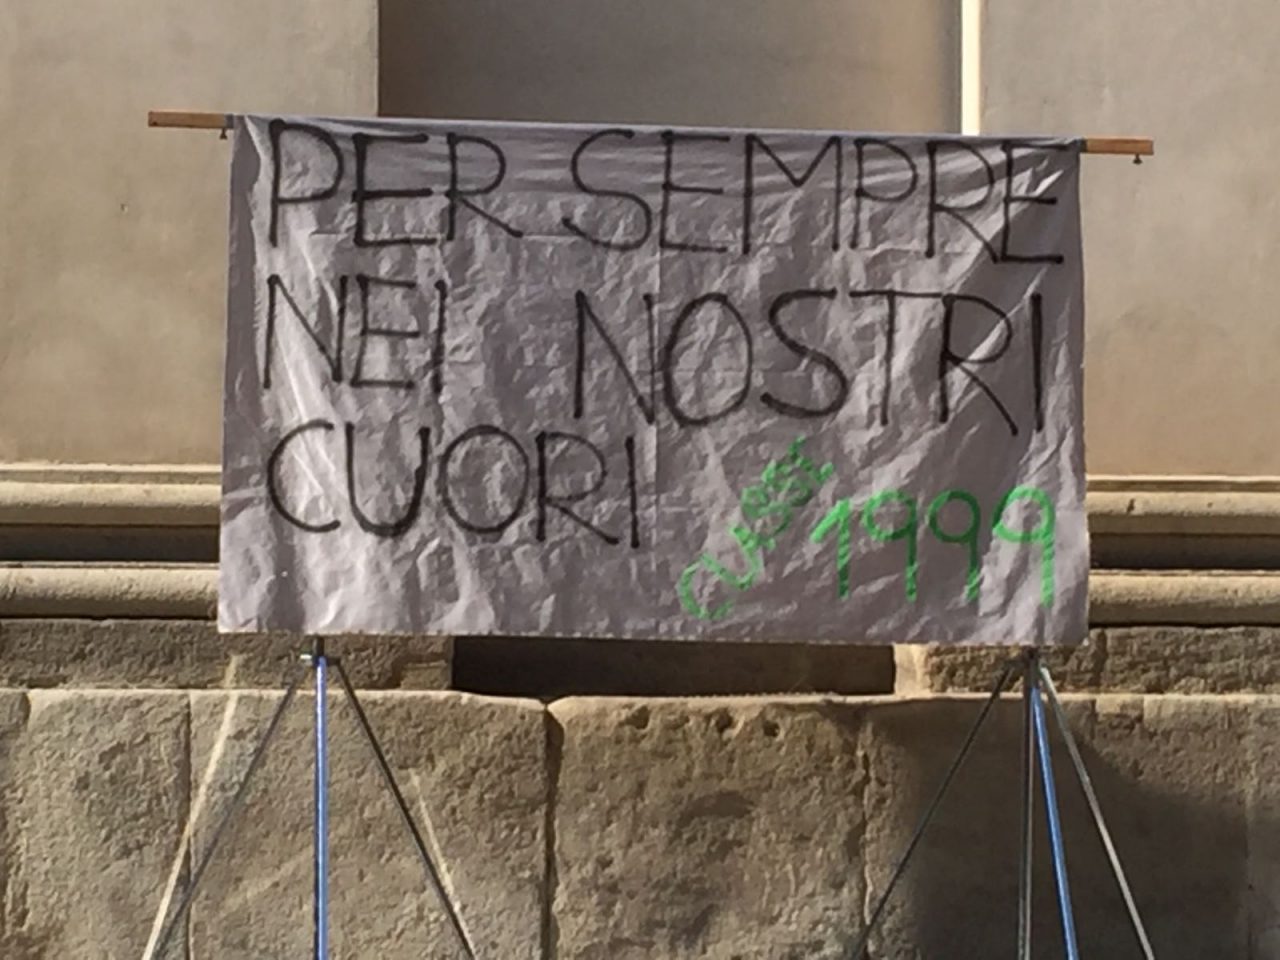 PER SEMPRE
NEI NOSTRI
CUORI
CLASSE 1999